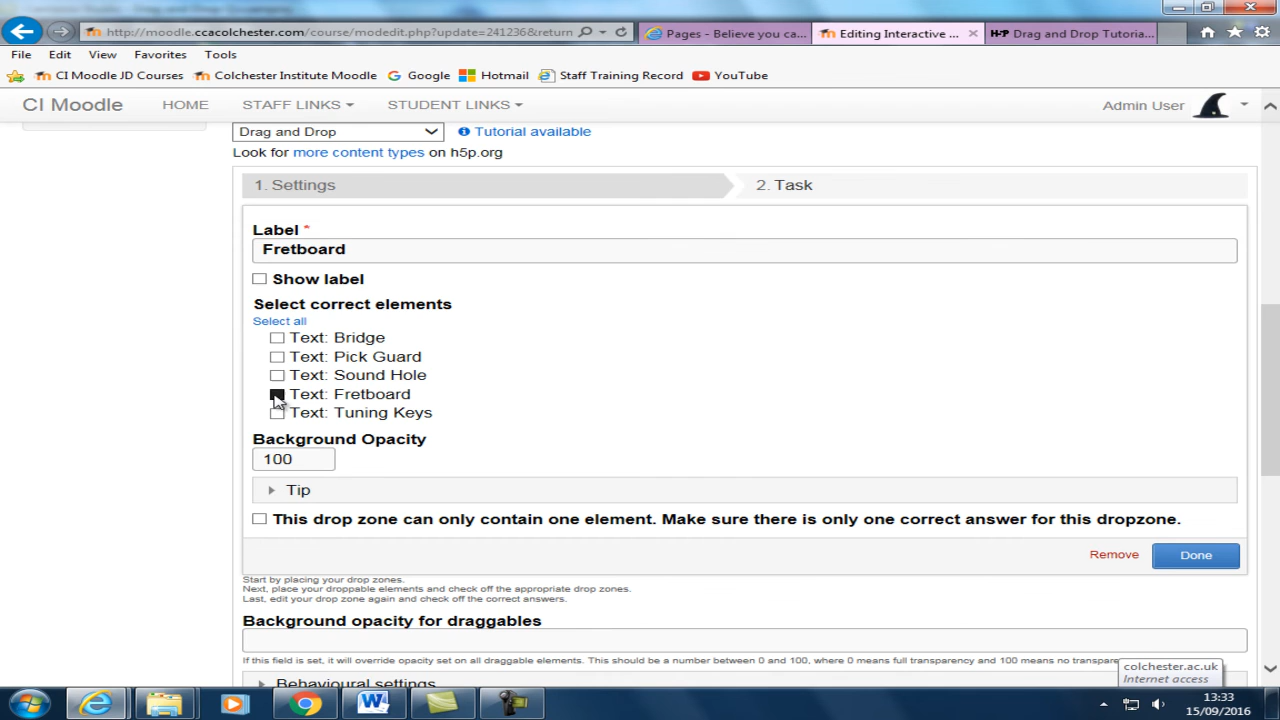 http://moodle.ccacolchester.com/course/modedit.php?update=241236&return
Pages - Believe you ca...
Editing Interactive ...
H-P Drag and Drop Tutoria...
File Edit View Favorites Tools
CI Moodle JD Courses Colchester Institute Moodle Google Hotmail Staff Training Record YouTube
CI Moodle HOME STAFF LINKS STUDENT LINKS Admin User
Drag and Drop Tutorial available
Look for more content types on h5p.org
1. Settings 2. Task
Label *
Fretboard
Show label
Select correct elements
Select all
Text: Bridge
Text: Pick Guard
Text: Sound Hole
Text: Fretboard
Text: Tuning Keys
Background Opacity
100
Tip
This drop zone can only contain one element. Make sure there is only one correct answer for this dropzone.
Remove Done
Start by placing your drop zones.
Next, place your droppable elements and check off the appropriate drop zones.
Last, edit your drop zone again and check off the correct answers.
Background opacity for draggables
If this field is set, it will override opacity set on all draggable elements. This should be a number between 0 and 100, where 0 means full transparency and 100 means no transpare
colchester.ac.uk
Internet access
Behavioural settings
13:33
15/09/2016